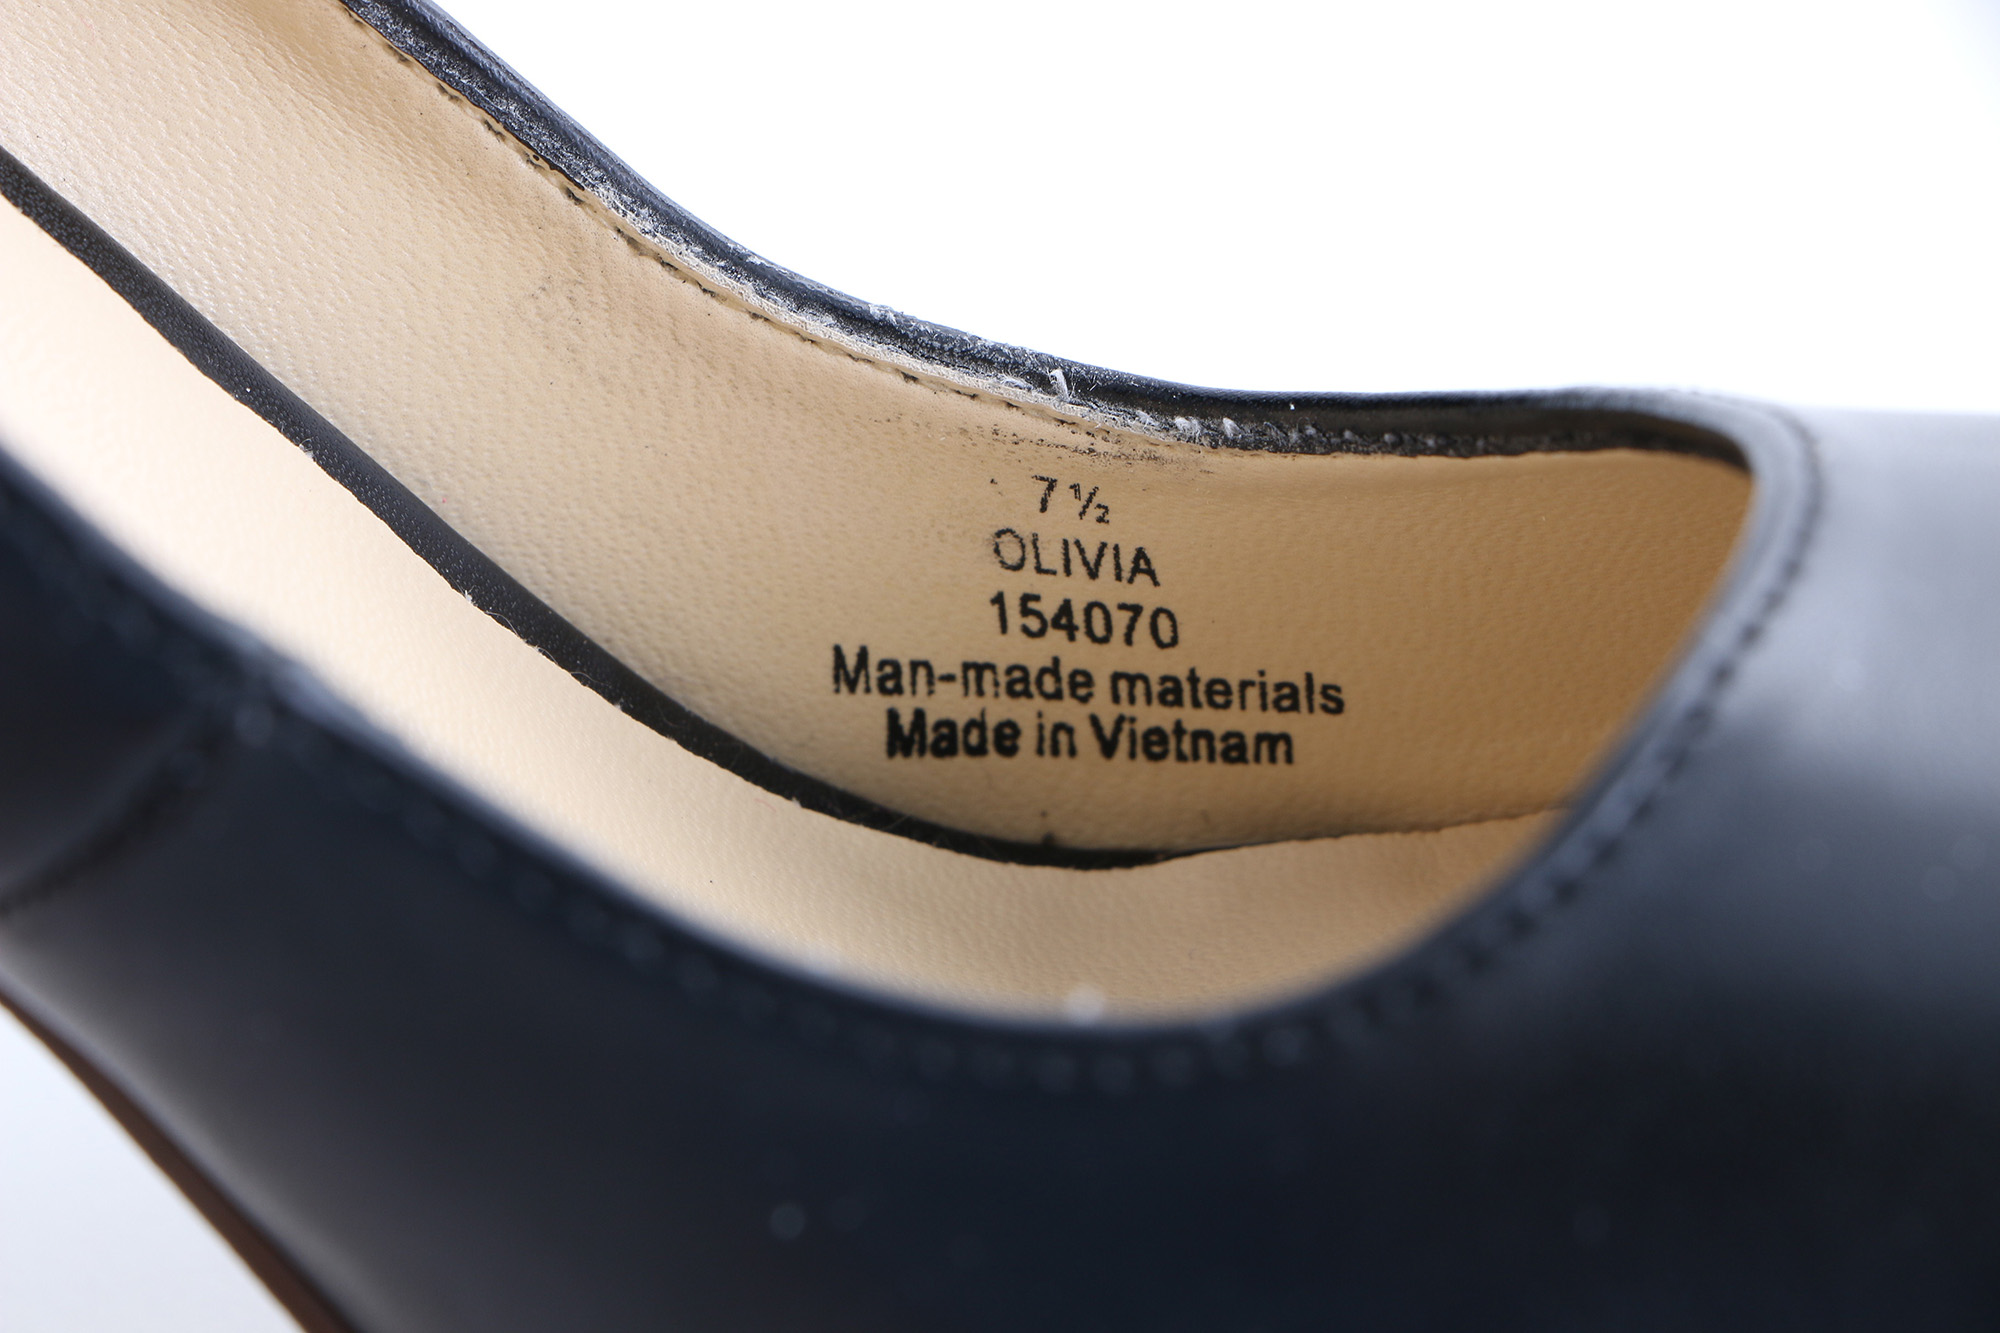 7 ½
OLIVIA
154070
Man-made materials
Made in Vietnam